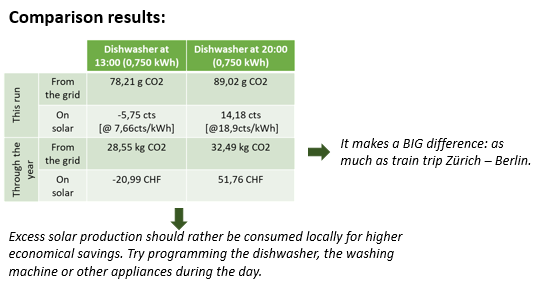 Comparison results:
Dishwasher at
13:00 (0,750 kWh)
Dishwasher at 20:00
(0,750 kWh)
This run
From
the grid
78,21 g CO2
89,02 g CO2
On
solar
-5,75 cts
[@ 7,66cts/kWh]
14,18 cts
[@18,9cts/kWh]
Through the
year
From
the grid
28,55 kg CO2
32,49 kg CO2
On
solar
-20,99 CHF
51,76 CHF
It makes a BIG difference: as
much as train trip Zürich – Berlin.
Excess solar production should rather be consumed locally for higher
economical savings. Try programming the dishwasher, the washing
machine or other appliances during the day.